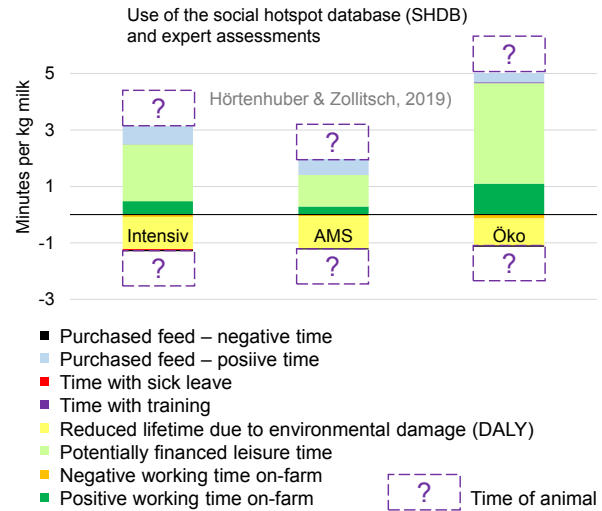 Use of the social hotspot database (SHDB)
and expert assessments
Minutes per kg milk
5
3
1
-1
-3
Hörtenhuber & Zollitsch, 2019)
?
?
?
Intensiv
AMS
Öko
?
?
?
Purchased feed – negative time
Purchased feed – posiive time
Time with sick leave
Time with training
Reduced lifetime due to environmental damage (DALY)
Potentially financed leisure time
Negative working time on-farm
Positive working time on-farm
? Time of animal